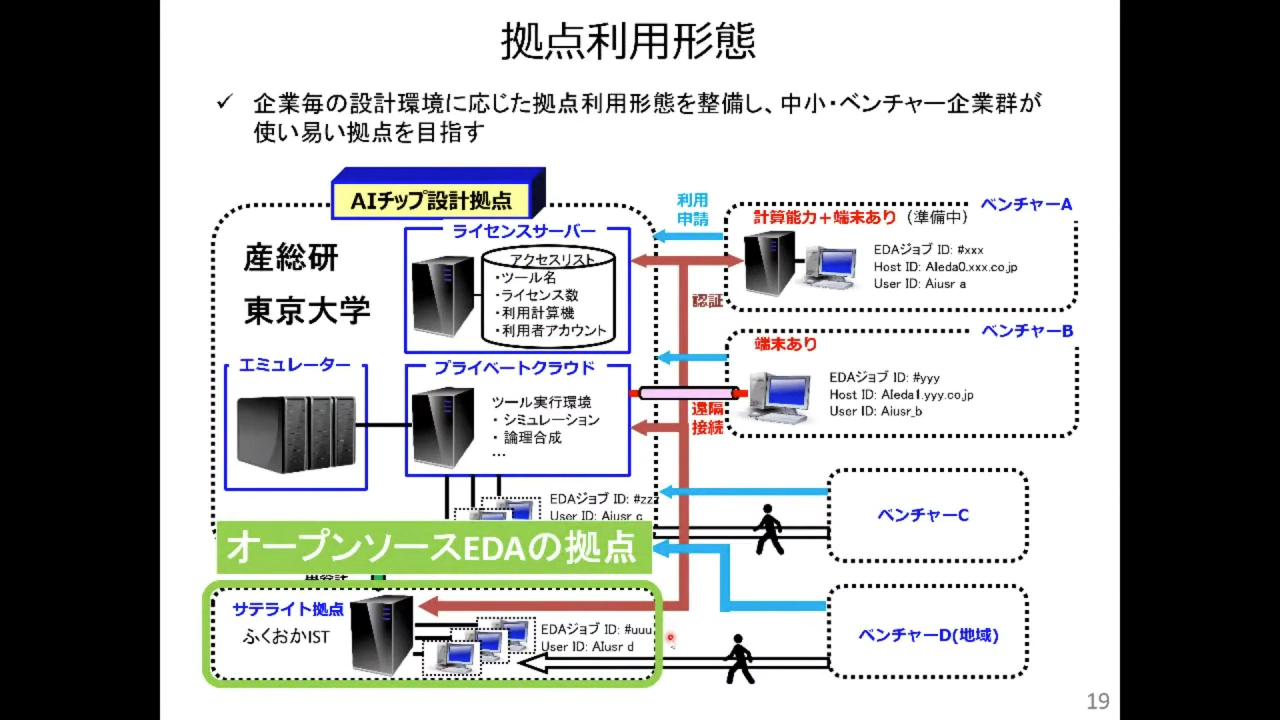 拠点利用形態
✓ 企業毎の設計環境に応じた拠点利用形態を整備し、中小・ベンチャー企業群が
使い易い拠点を目指す
AIチップ設計拠点
産総研
東京大学
ライセンスサーバー
アクセスリスト
・ツール名
・ライセンス数
・利用計算機
・利用者アカウント
エミュレーター
プライベートクラウド
ツール実行環境
・シミュレーション
・論理合成
…
EDAジョブ ID: #zzz
User ID: Aiusr c
利用
申請
認証
遠隔
接続
ベンチャーA
計算能力＋端末あり（準備中）
EDAジョブ ID: #xxx
Host ID: AIeda0.xxx.co.jp
User ID: Aiusr a
ベンチャーB
端末あり
EDAジョブ ID: #yyy
Host ID: AIeda1.yyy.co.jp
User ID: Aiusr_b
ベンチャーC
オープンソースEDAの拠点
サテライト拠点
ふくおかIST
EDAジョブ ID: #uuu
User ID: AIusr d
ベンチャーD(地域)
19